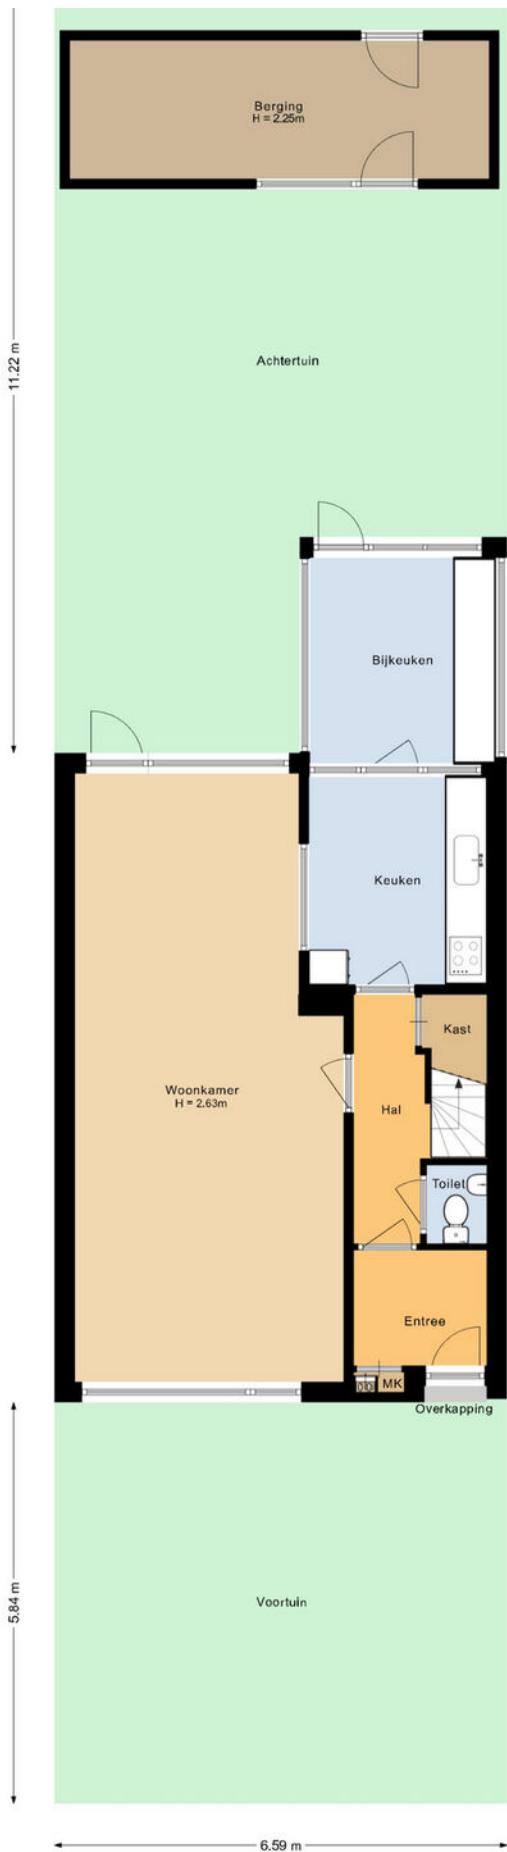 Berging
H = 2.25m
11.22 m
Achtertuin
Bijkeuken
Keuken
Kast
Woonkamer
H = 2.63m
Hal
Toilet
Entree
MK
Overkapping
5.84 m
Voortuin
6.59 m